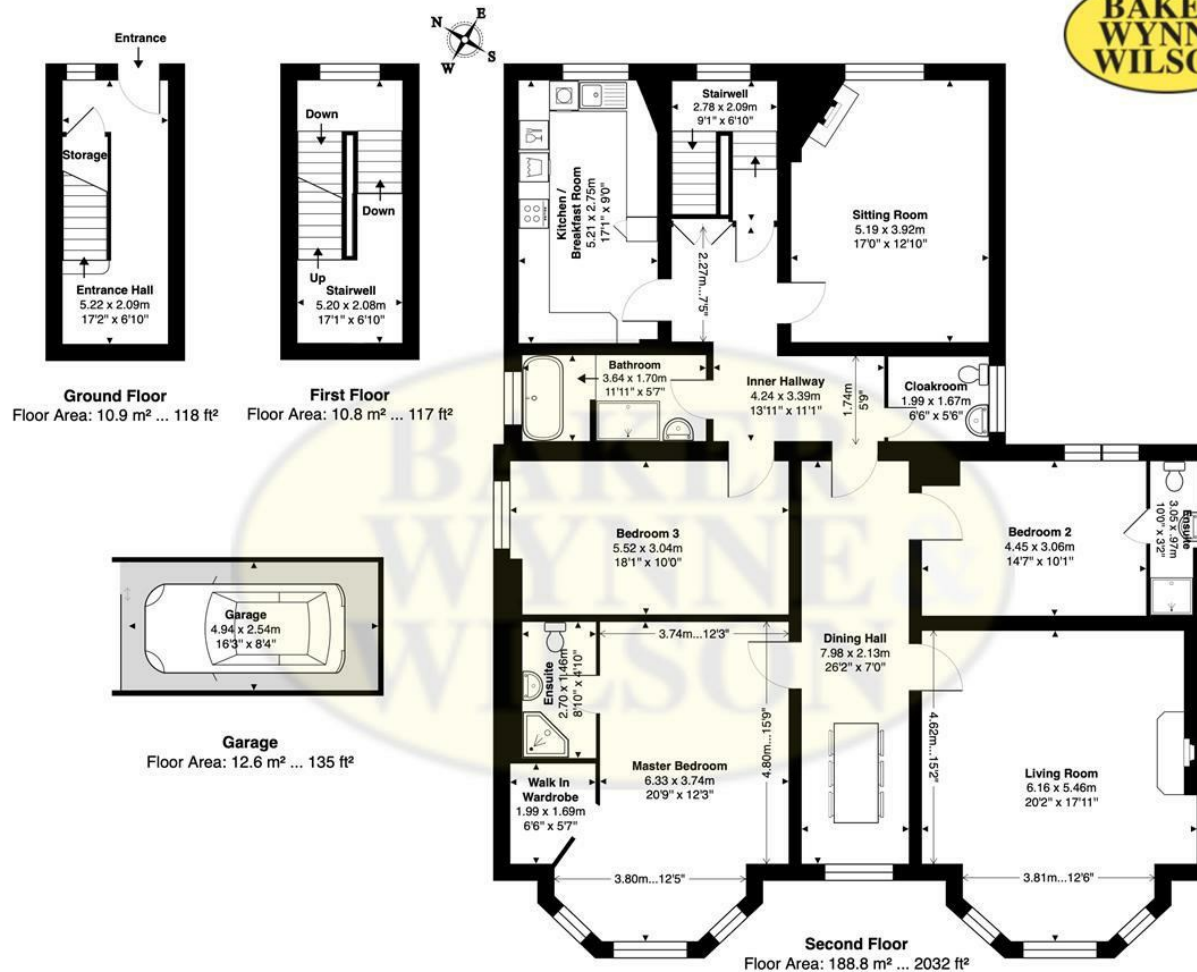 BAKER
WYNNE
WILSON
N
E
S
W
Entrance
Storage
Entrance Hall
5.22 x 2.09m
17'2" x 6'10"
Ground Floor
Floor Area: 10.9 m² ... 118 ft²
Down
Down
Up
Stairwell
5.20 x 2.08m
17'1" x 6'10"
First Floor
Floor Area: 10.8 m² ... 117 ft²
Kitchen /
Breakfast Room
5.21 x 2.75m
17'1" x 9'0"
Stairwell
2.78 x 2.09m
9'1" x 6'10"
2.27m...7'5"
Sitting Room
5.19 x 3.92m
17'0" x 12'10"
Bathroom
3.64 x 1.70m
11'11" x 5'7"
Inner Hallway
4.24 x 3.39m
13'11" x 11'1"
1.74m
5'9"
Cloakroom
1.99 x 1.67m
6'6" x 5'6"
Bedroom 3
5.52 x 3.04m
18'1" x 10'0"
Bedroom 2
4.45 x 3.06m
14'7" x 10'1"
Ensuite
3.05 x .97m
10'0" x 3'2"
Garage
4.94 x 2.54m
16'3" x 8'4"
Garage
Floor Area: 12.6 m² ... 135 ft²
Ensuite
2.70 x 1.46m
8'10" x 4'10"
3.74m...12'3"
Dining Hall
7.98 x 2.13m
26'2" x 7'0"
4.80m...15'9"
4.62m...15'2"
Master Bedroom
6.33 x 3.74m
20'9" x 12'3"
Walk In
Wardrobe
1.99 x 1.69m
6'6" x 5'7"
Living Room
6.16 x 5.46m
20'2" x 17'11"
3.80m...12'5"
3.81m...12'6"
Second Floor
Floor Area: 188.8 m² ... 2032 ft²
BAKER
WYNNE &
WILSON